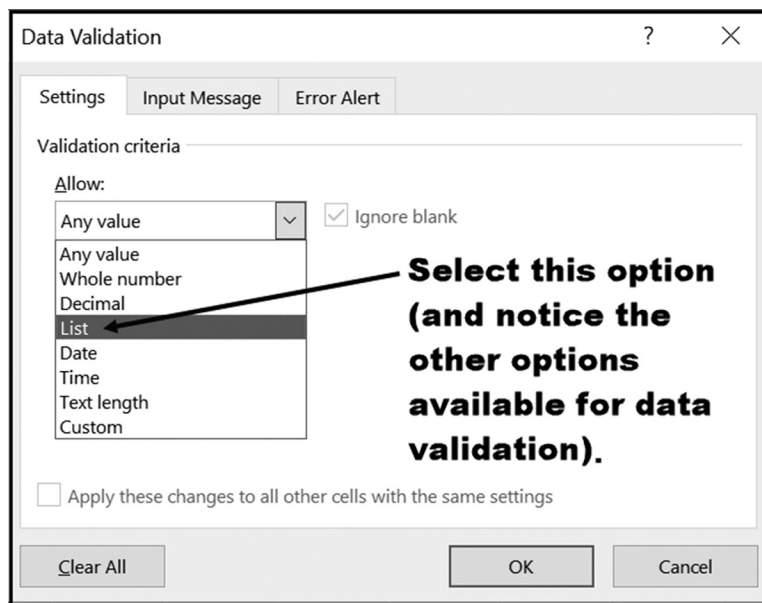 Data Validation ? ✕
Settings Input Message Error Alert
Validation criteria
Allow:
Any value Ignore blank
Any value
Whole number
Decimal
List
Date
Time
Text length
Custom
Select this option
(and notice the
other options
available for data
validation).
Apply these changes to all other cells with the same settings
Clear All OK Cancel